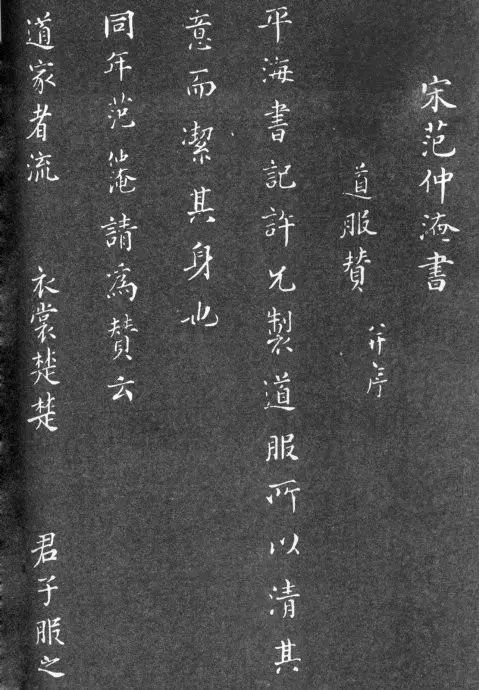 宋范仲淹書
道服赞 并序
平海書記許兄製道服所以清其
意而潔其身也
同年范仲淹請為贊云
道家者流 衣裳楚楚 君子服之